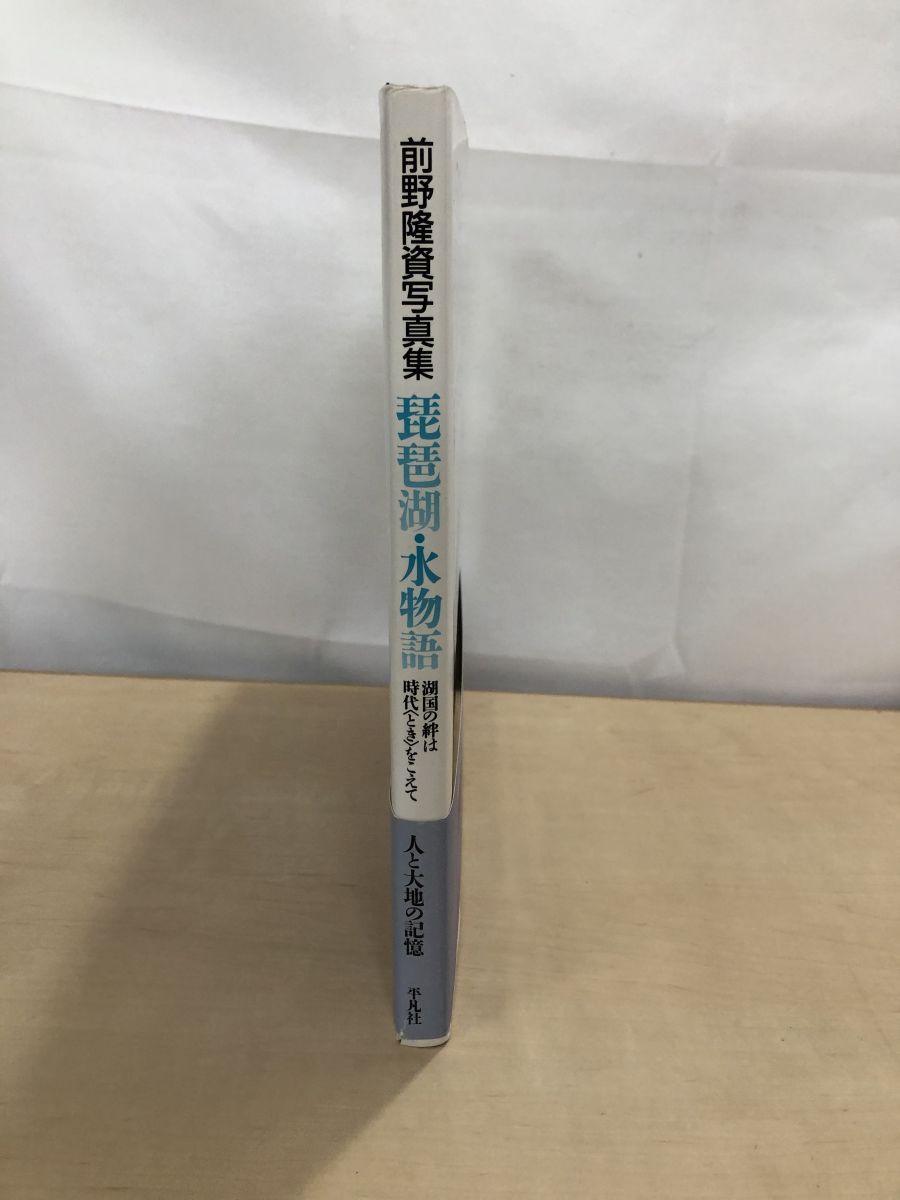 前野隆資写真集
琵琶湖・水物語
湖国の絆は
時代〈とき〉をこえて
人と大地の記憶
平凡社